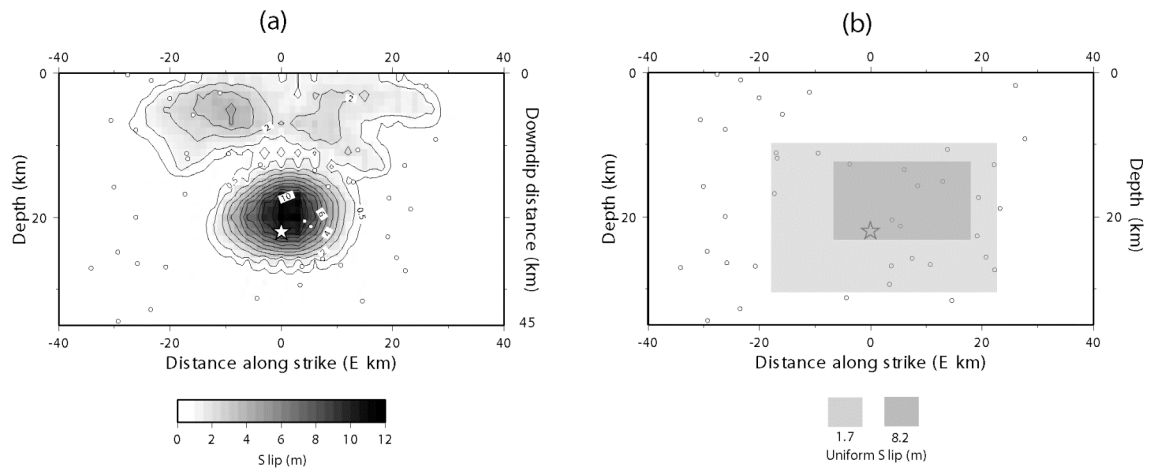 (a)
-40 -20 0 20 40
0
20
Depth (km)
0
45
Downdip distance (km)
2
2
10
6
4
2
.5
0.5
-40 -20 0 20 40
Distance along strike (E km)
0 2 4 6 8 10 12
Slip (m)
(b)
-40 -20 0 20 40
0
20
Depth (km)
0
20
Depth (km)
-40 -20 0 20 40
Distance along strike (E km)
1.7 8.2
Uniform Slip (m)